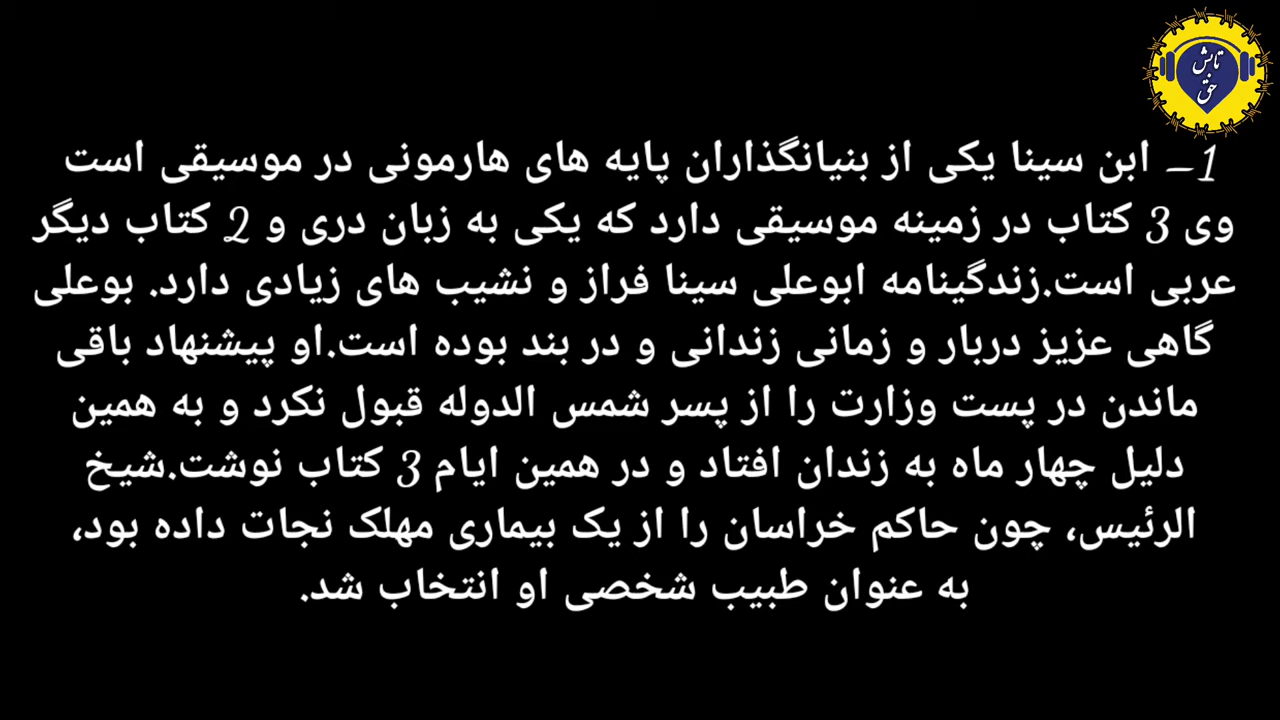 تابش
حق
1_ ابن سینا یکی از بنیانگذاران پایه های هارمونی در موسیقی است
وی 3 کتاب در زمینه موسیقی دارد که یکی به زبان دری و 2 کتاب دیگر
عربی است.زندگینامه ابوعلی سینا فراز و نشیب های زیادی دارد. بوعلی
گاهی عزیز دربار و زمانی زندانی و در بند بوده است.او پیشنهاد باقی
ماندن در پست وزارت را از پسر شمس الدوله قبول نکرد و به همین
دلیل چهار ماه به زندان افتاد و در همین ایام 3 کتاب نوشت.شیخ
الرئیس، چون حاکم خراسان را از یک بیماری مهلک نجات داده بود،
به عنوان طبیب شخصی او انتخاب شد.